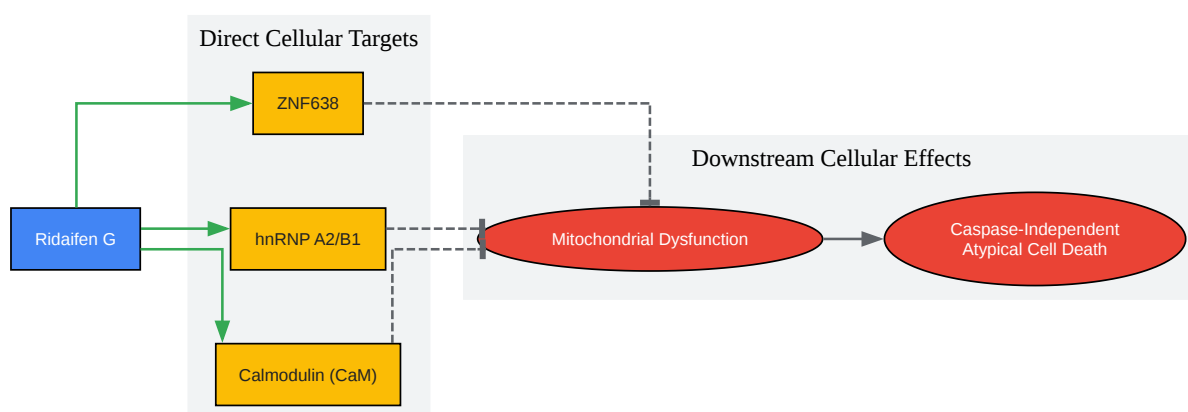 Direct Cellular Targets
ZNF638
Downstream Cellular Effects
Ridaifen G
hnRNP A2/B1
Mitochondrial Dysfunction
Caspase-Independent
Atypical Cell Death
Calmodulin (CaM)